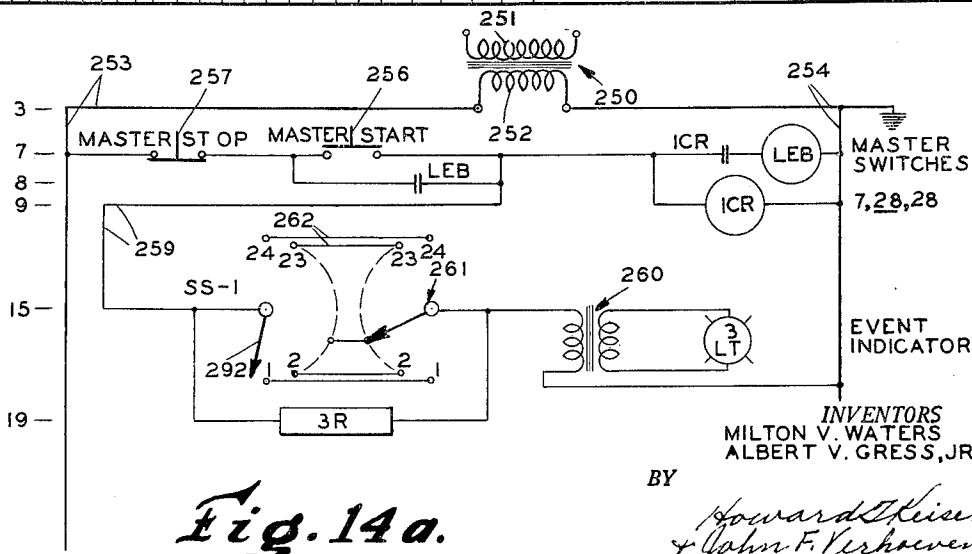 251
253
257
256
254
3
250
252
MASTER STOP
MASTER START
7
ICR
LEB
MASTER
SWITCHES
8
LEB
9
ICR
7,28,28
259
262
24 23
23 24
261
SS-1
260
15
3
LT
EVENT
INDICATOR
292
1 2
2 1
19
3R
INVENTORS
MILTON V. WATERS
ALBERT V. GRESS, JR
BY
Howard T Keise
& John F. Verhoeven
Fig. 14a.